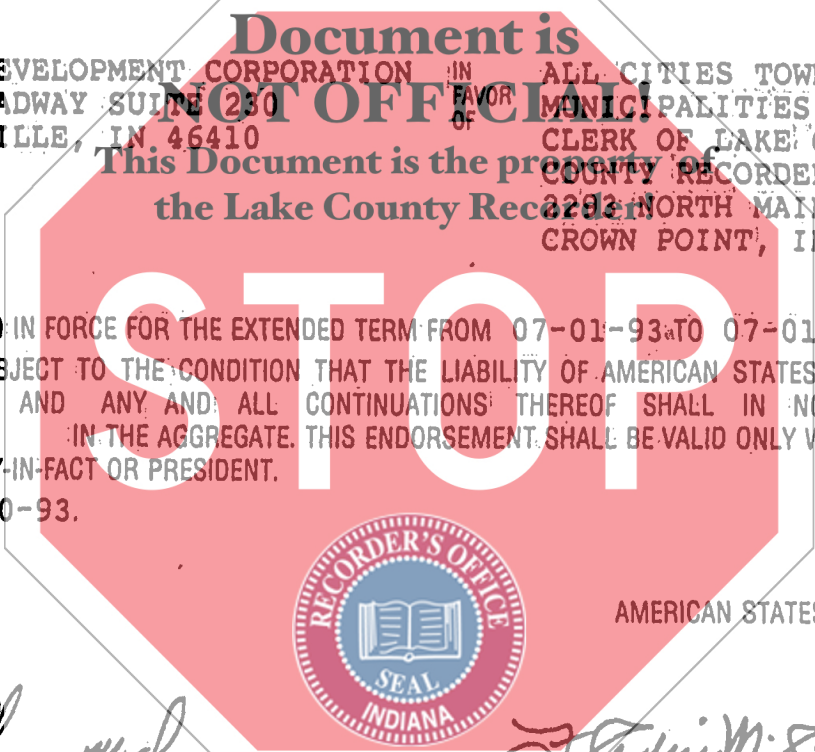 Document is
NOT OFFICIAL!
This Document is the property of
the Lake County Recorder!
EVELOPMENT CORPORATION IN FAVOR OF ALL CITIES TOW
ADWAY SUITE 230 MUNICIPALITIES
ILLE, IN 46410 CLERK OF LAKE
COUNTY RECORDE
2293 NORTH MAI
CROWN POINT, I
STOP
IN FORCE FOR THE EXTENDED TERM FROM 07-01-93 TO 07-01
BJECT TO THE CONDITION THAT THE LIABILITY OF AMERICAN STATES
AND ANY AND ALL CONTINUATIONS THEREOF SHALL IN NO
IN THE AGGREGATE. THIS ENDORSEMENT SHALL BE VALID ONLY
-IN-FACT OR PRESIDENT.
0-93.
RECORDER'S OFFICE
SEAL
INDIANA
AMERICAN STATES